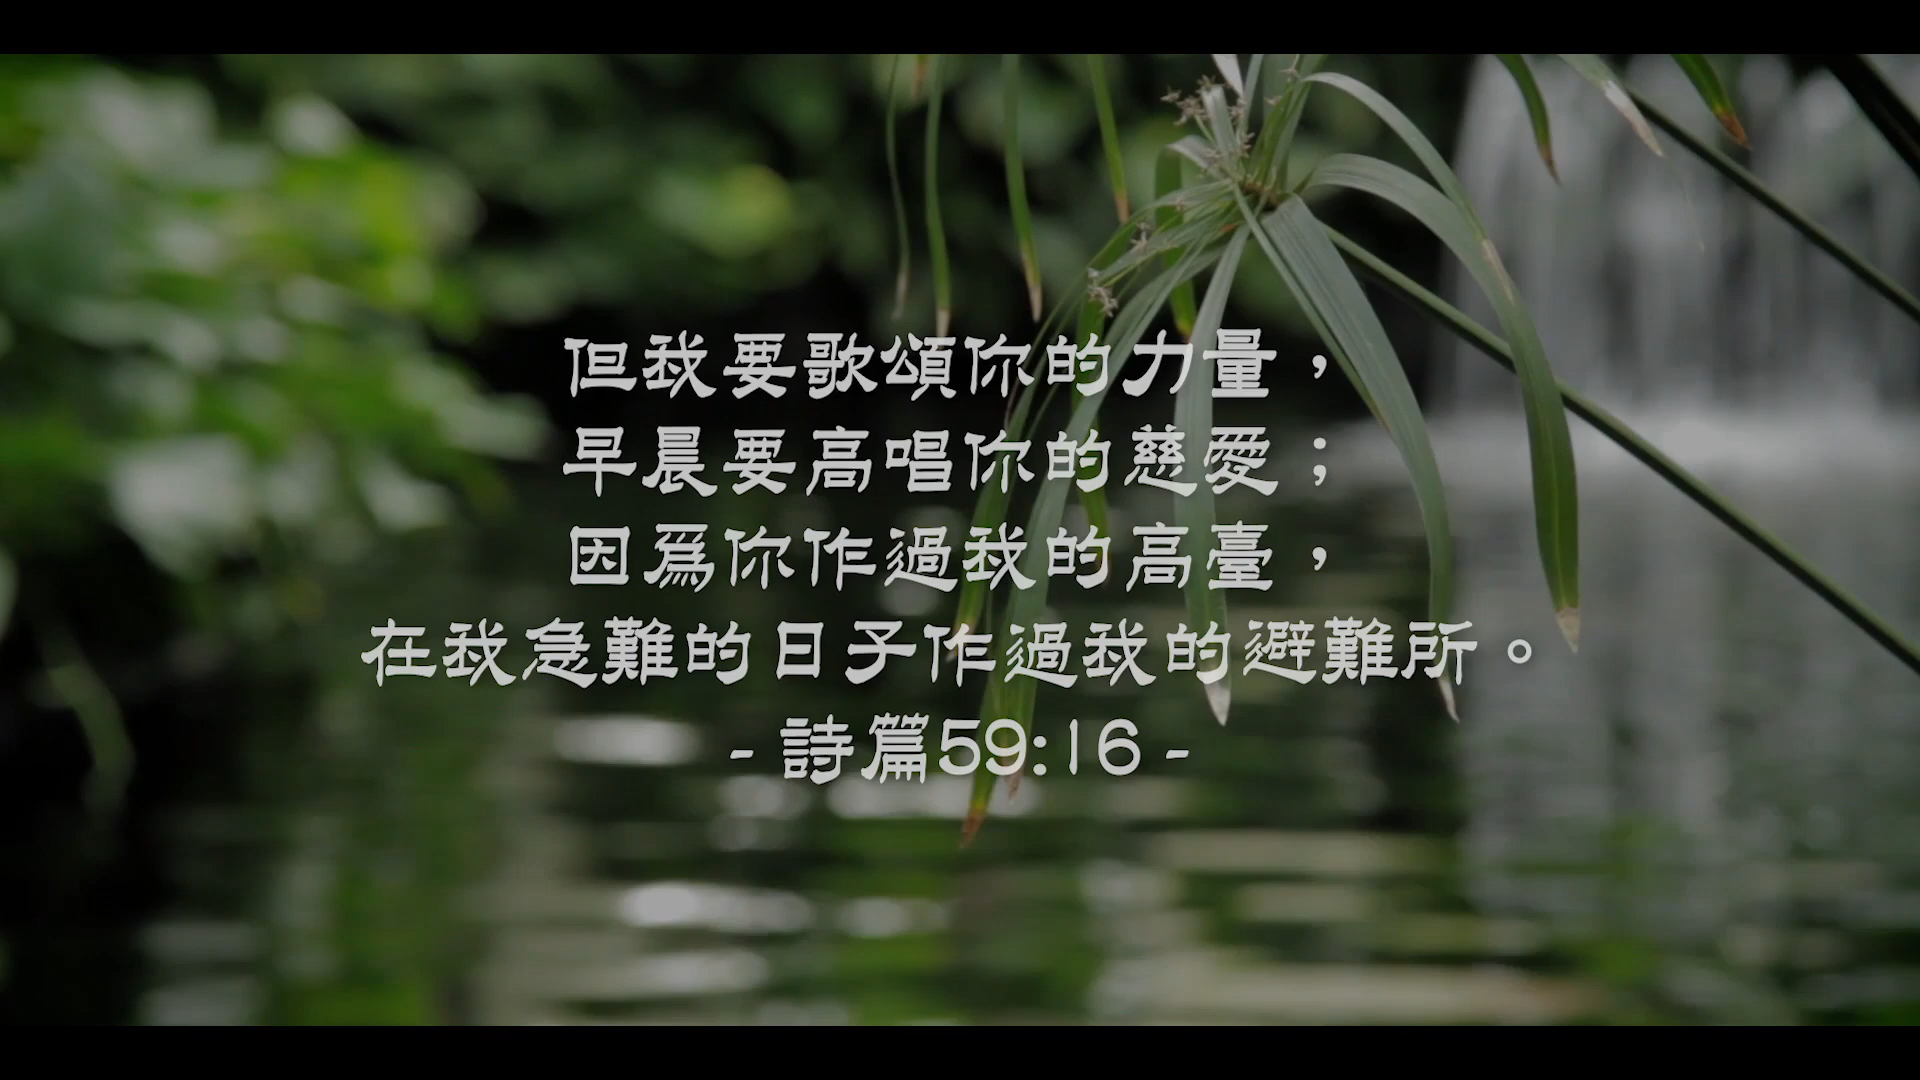 但我要歌頌你的力量，
早晨要高唱你的慈愛；
因爲你作過我的高臺，
在我急難的日子作過我的避難所。
- 詩篇59:16 -